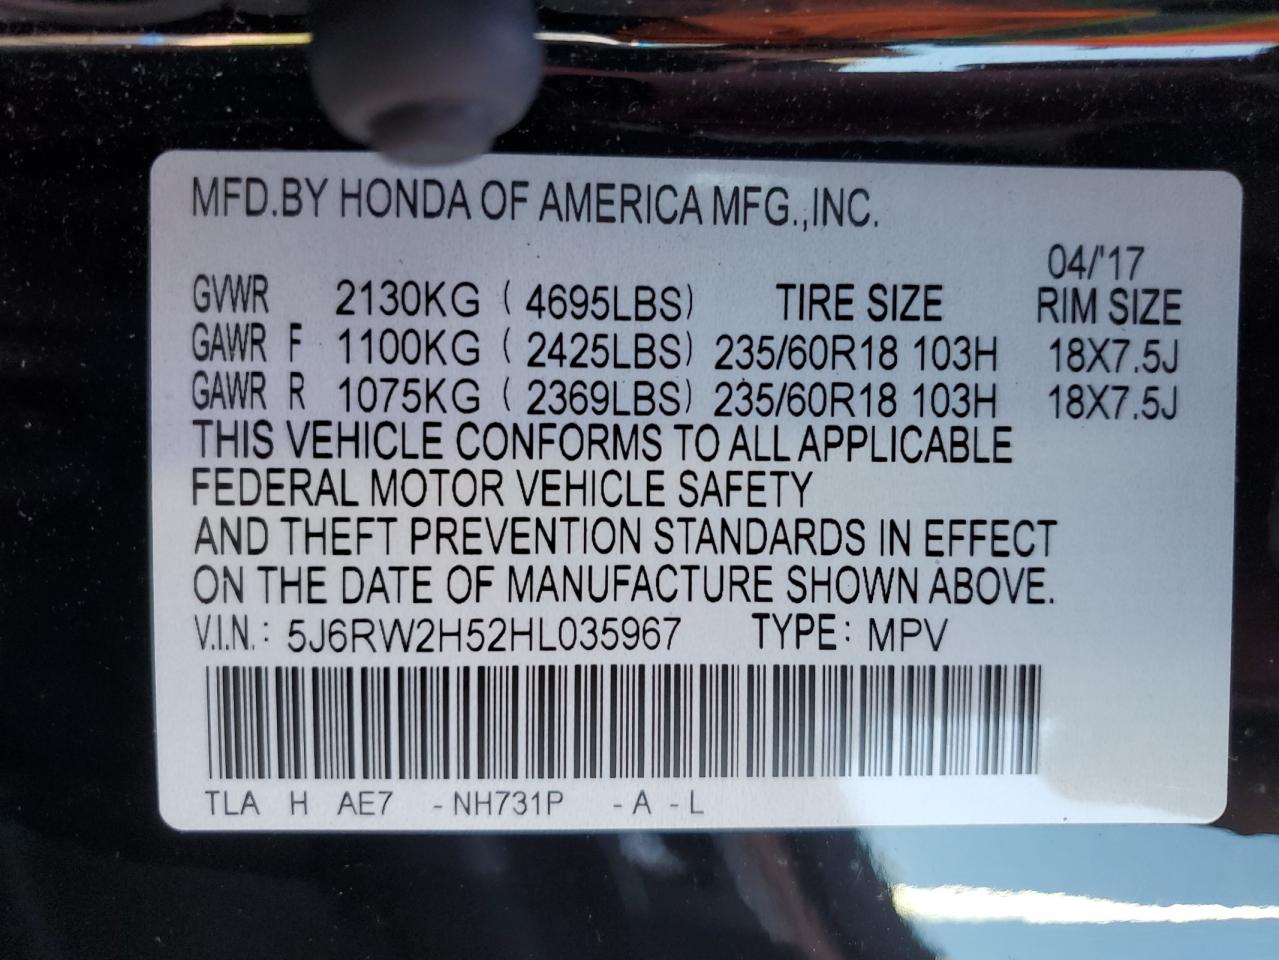 MFD.BY HONDA OF AMERICA MFG.,INC.
04/'17
GVWR 2130KG ( 4695LBS) TIRE SIZE RIM SIZE
GAWR F 1100KG ( 2425LBS) 235/60R18 103H 18X7.5J
GAWR R 1075KG ( 2369LBS) 235/60R18 103H 18X7.5J
THIS VEHICLE CONFORMS TO ALL APPLICABLE
FEDERAL MOTOR VEHICLE SAFETY
AND THEFT PREVENTION STANDARDS IN EFFECT
ON THE DATE OF MANUFACTURE SHOWN ABOVE.
V.I.N.: 5J6RW2H52HL035967 TYPE: MPV
TLA H AE7 -NH731P -A -L